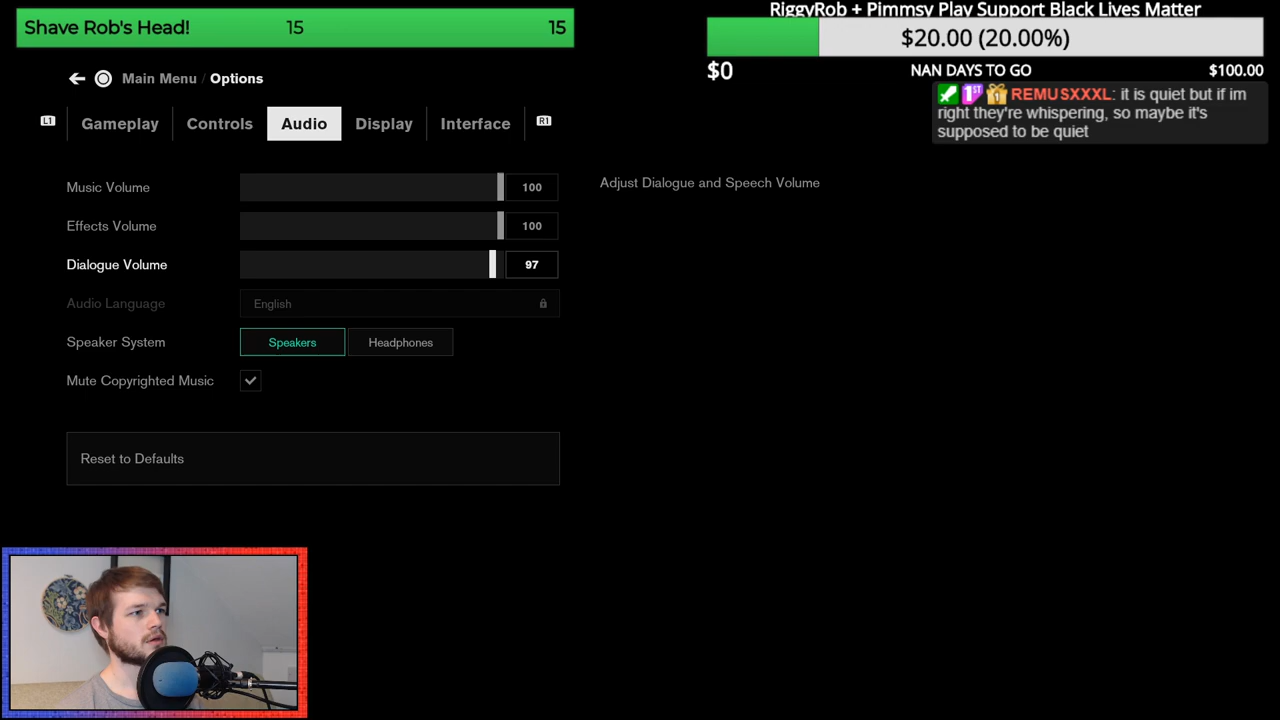 Shave Rob's Head! 15 15
RiggyRob + Pimmsy Play Support Black Lives Matter
$20.00 (20.00%)
$0 NAN DAYS TO GO $100.00
1ST 1 REMUSXXXL: it is quiet but if im
right they're whispering, so maybe it's
supposed to be quiet
Main Menu / Options
L1 Gameplay Controls Audio Display Interface R1
Music Volume 100
Effects Volume 100
Dialogue Volume 97
Audio Language English
Speaker System Speakers Headphones
Mute Copyrighted Music
Reset to Defaults
Adjust Dialogue and Speech Volume